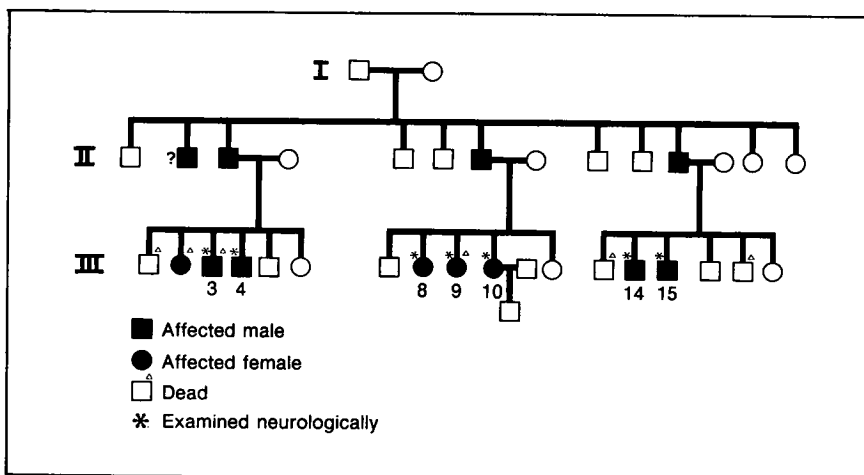 I
II
?
III
3 4 8 9 10 14 15
Affected male
Affected female
Dead
* Examined neurologically